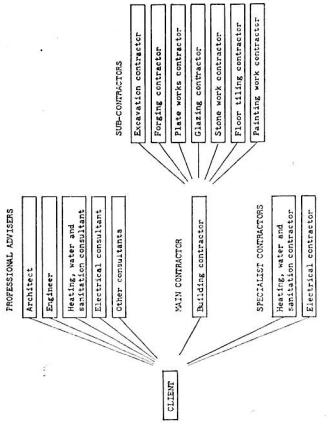 PROFESSIONAL ADVISERS
Architect
Engineer
Heating, water and
sanitation consultant
Electrical consultant
Other consultants
CLIENT
MAIN CONTRACTOR
Building contractor
SPECIALIST CONTRACTORS
Heating, water and
sanitation contractor
Electrical contractor
SUB-CONTRACTORS
Excavation contractor
Forging contractor
Plate works contractor
Glazing contractor
Stone work contractor
Floor tiling contractor
Painting work contractor